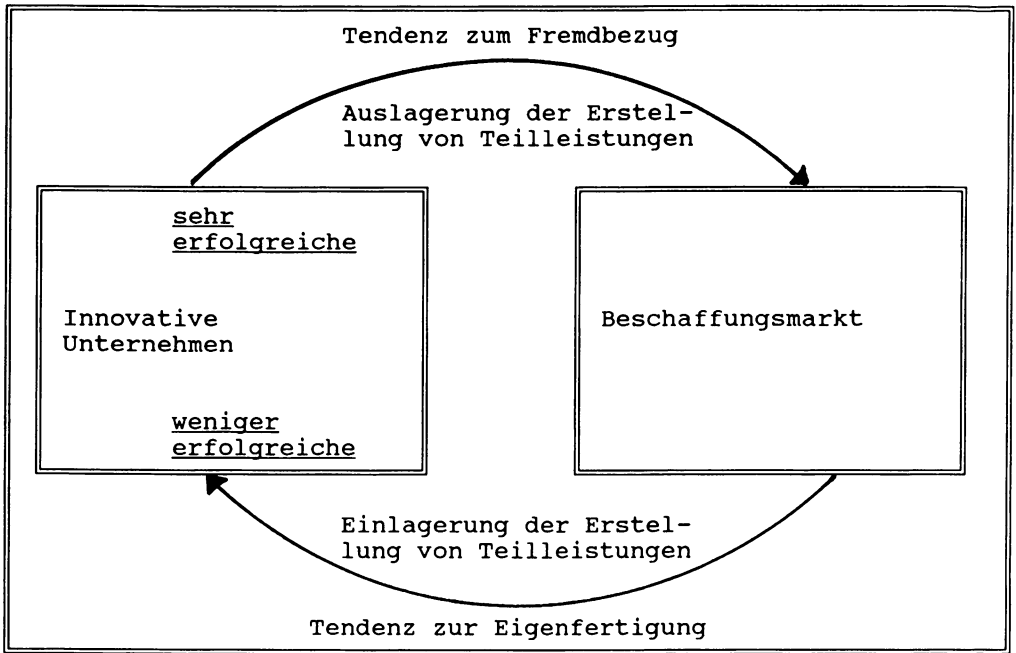 Tendenz zum Fremdbezug
Auslagerung der Erstel-
lung von Teilleistungen
sehr
erfolgreiche
Innovative
Unternehmen
weniger
erfolgreiche
Beschaffungsmarkt
Einlagerung der Erstel-
lung von Teilleistungen
Tendenz zur Eigenfertigung